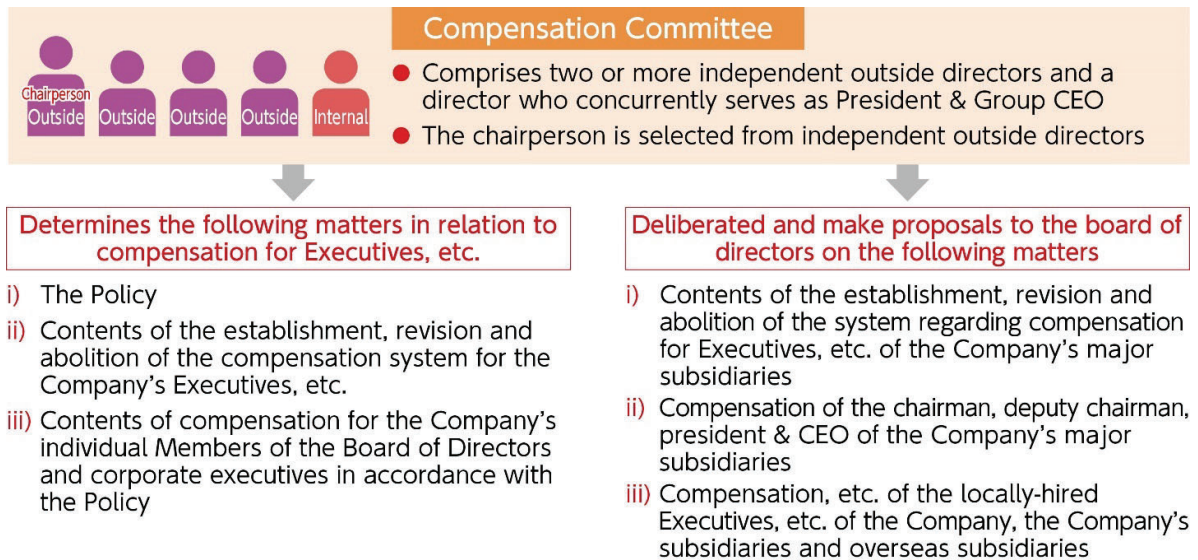 Compensation Committee
Chairperson
Outside
Outside
Outside
Outside
Internal
● Comprises two or more independent outside directors and a
director who concurrently serves as President & Group CEO
● The chairperson is selected from independent outside directors
Determines the following matters in relation to
compensation for Executives, etc.
i) The Policy
ii) Contents of the establishment, revision and
abolition of the compensation system for the
Company's Executives, etc.
iii) Contents of compensation for the Company's
individual Members of the Board of Directors
and corporate executives in accordance with
the Policy
Deliberated and make proposals to the board of
directors on the following matters
i) Contents of the establishment, revision and
abolition of the system regarding compensation
for Executives, etc. of the Company's major
subsidiaries
ii) Compensation of the chairman, deputy chairman,
president & CEO of the Company's major
subsidiaries
iii) Compensation, etc. of the locally-hired
Executives, etc. of the Company, the Company's
subsidiaries and overseas subsidiaries